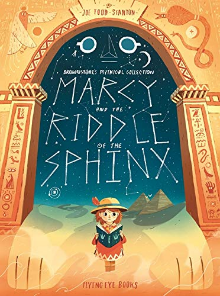 JOE TODD-STANTON
BROWNSTONE'S MYTHICAL COLLECTION
MARCY
AND THE
RIDDLE
OF THE
SPHINX
FLYING EYE BOOKS